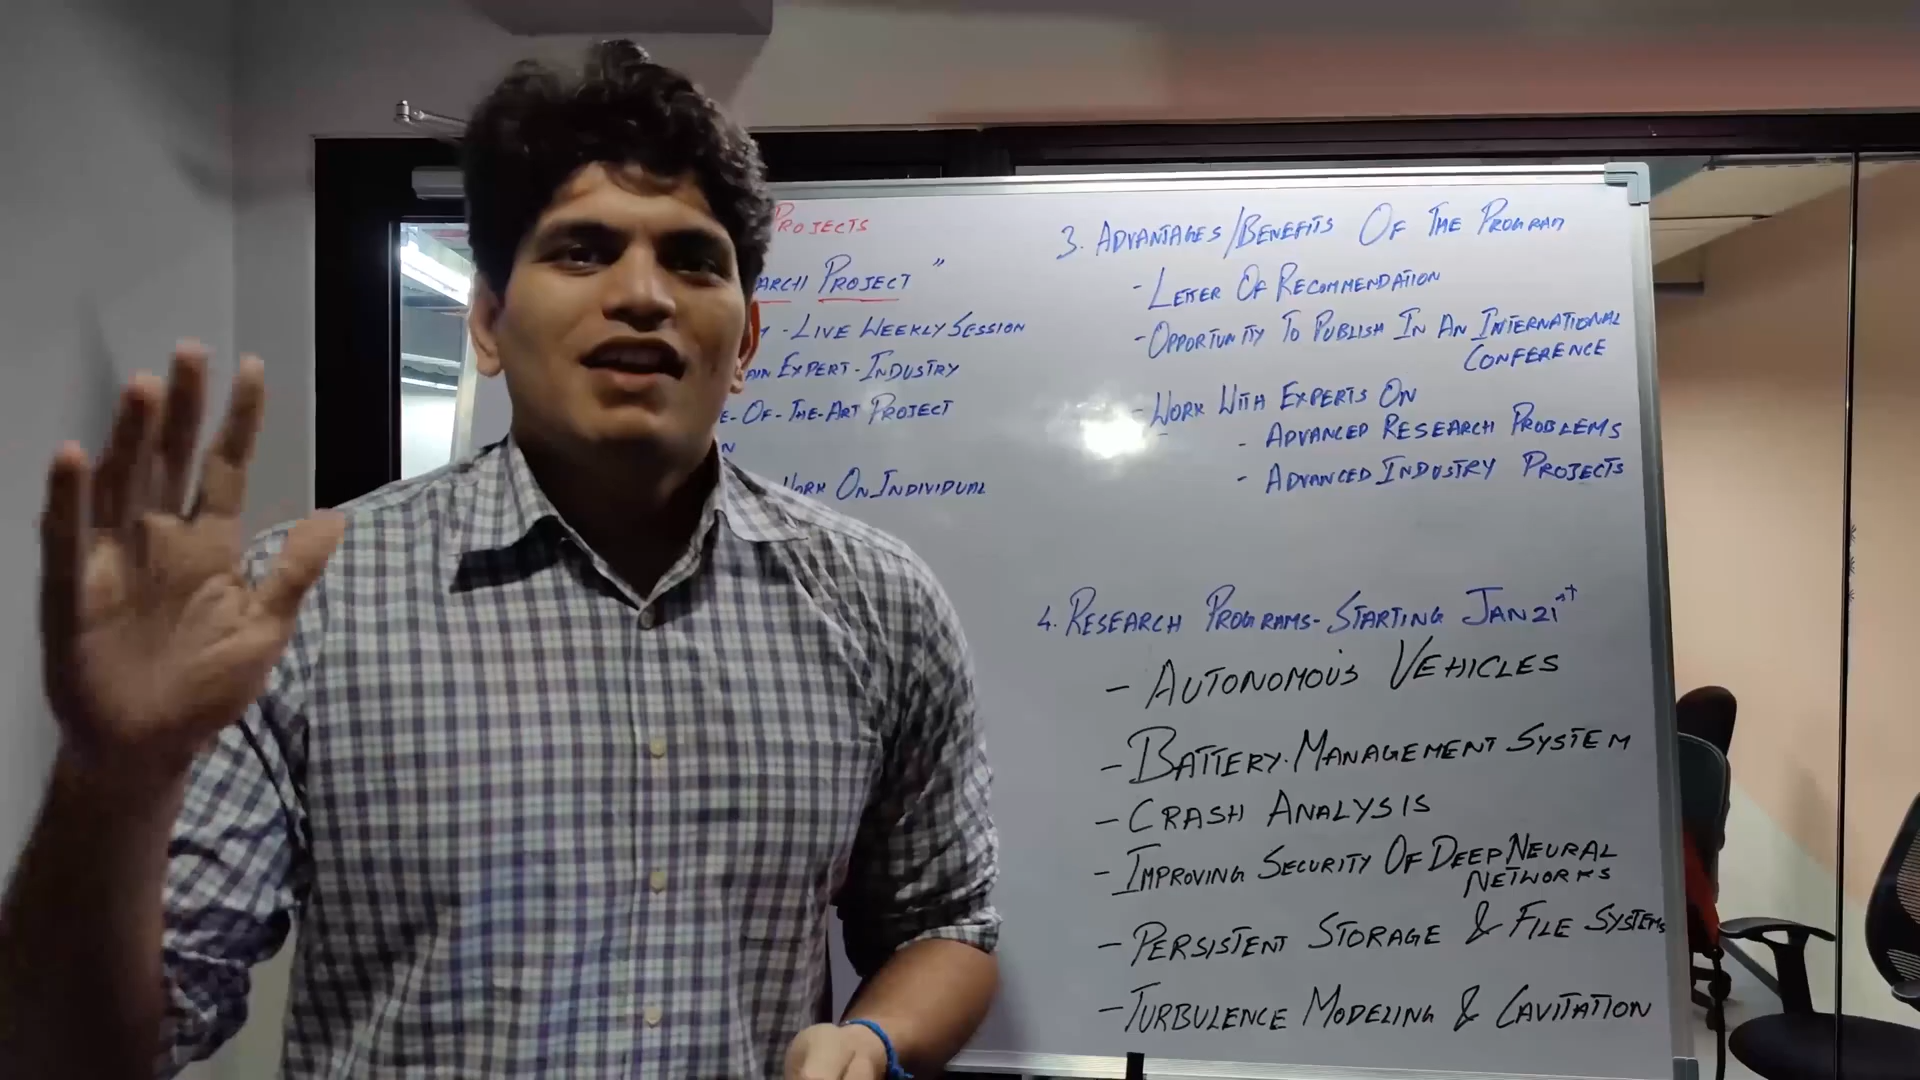 PROJECTS
PROJECT"
- LIVE WEEKLY SESSION
EXPERT - INDUSTRY
-OF-THE-ART PROJECT
WORK ON INDIVIDUAL
3. ADVANTAGES/BENEFITS OF THE PROGRAM
- LETTER OF RECOMMENDATION
- OPPORTUNITY TO PUBLISH IN AN INTERNATIONAL
CONFERENCE
- WORK WITH EXPERTS ON
- ADVANCED RESEARCH PROBLEMS
- ADVANCED INDUSTRY PROJECTS
4. RESEARCH PROGRAMS - STARTING JAN 21st
- AUTONOMOUS VEHICLES
- BATTERY MANAGEMENT SYSTEM
- CRASH ANALYSIS
- IMPROVING SECURITY OF DEEP NEURAL
NETWORKS
- PERSISTENT STORAGE & FILE SYSTEMS
- TURBULENCE MODELING & CAVITATION